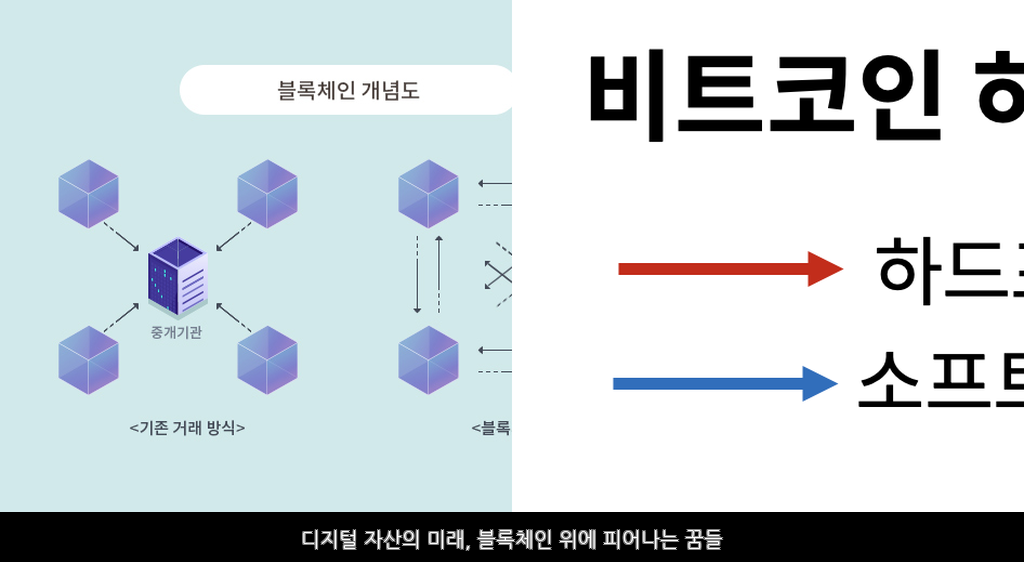 블록체인 개념도
중개기관
<기존 거래 방식>
<블록
비트코인
하드
소프트
디지털 자산의 미래, 블록체인 위에 피어나는 꿈들